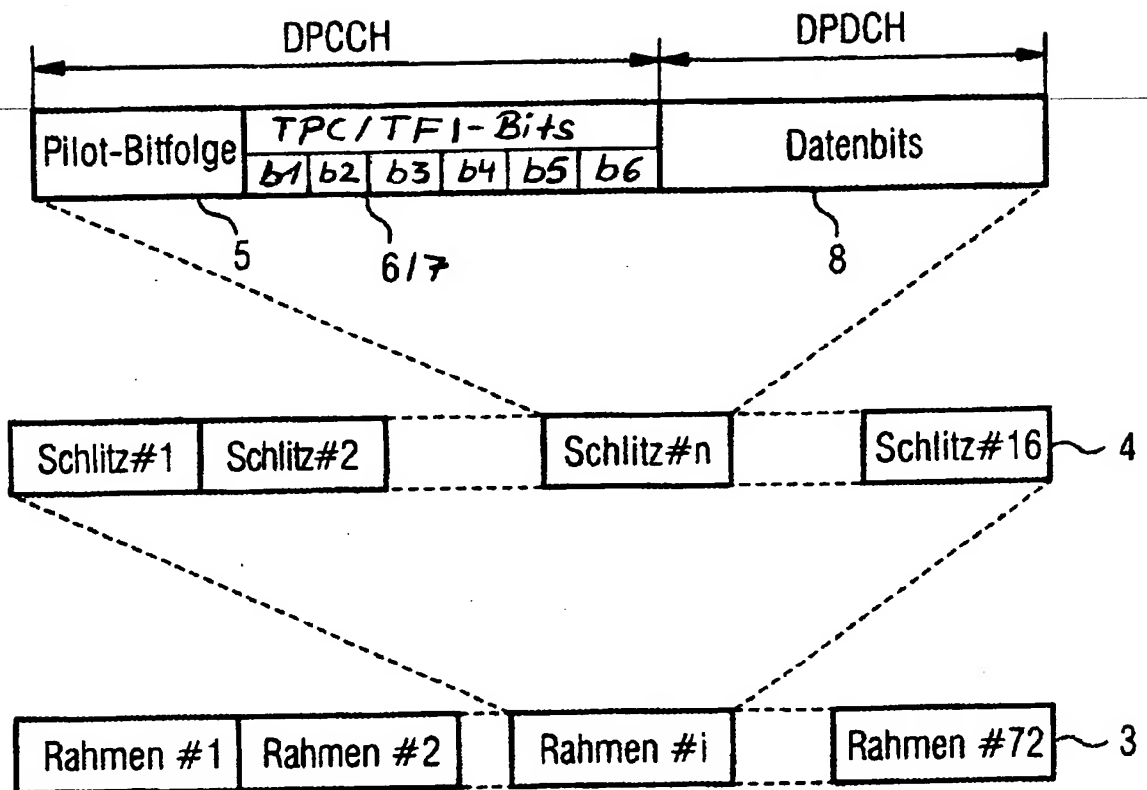 DPCCH DPDCH
Pilot-Bitfolge TPC/TFI-Bits Datenbits
b1 b2 b3 b4 b5 b6
5 6/7 8
Schlitz#1 Schlitz#2 Schlitz#n Schlitz#16 4
Rahmen #1 Rahmen #2 Rahmen #i Rahmen #72 3